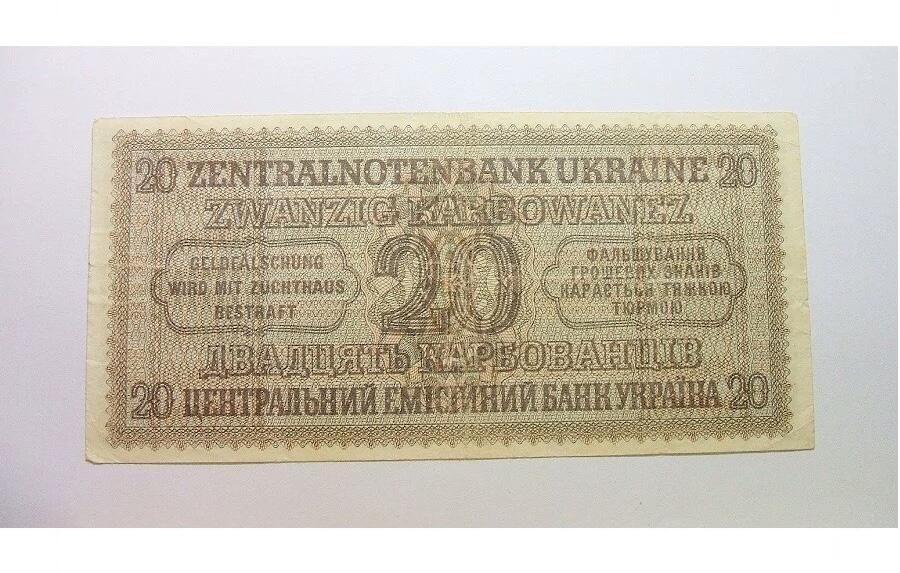 20 ZENTRALNOTENBANK UKRAINE 20
ZWANZIG KARBOWANEZ
GELDFÄLSCHUNG
WIRD MIT ZUCHTHAUS
BESTRAFT
20
ФАЛЬШУВАННЯ
ГРОШЕВИХ ЗНАКІВ
КАРАЄТЬСЯ ТЯЖКОЮ
ТЮРМОЮ
ДВАДЦЯТЬ КАРБОВАНЦІВ
20 ЦЕНТРАЛЬНИЙ ЕМІСІЙНИЙ БАНК УКРАЇНА 20